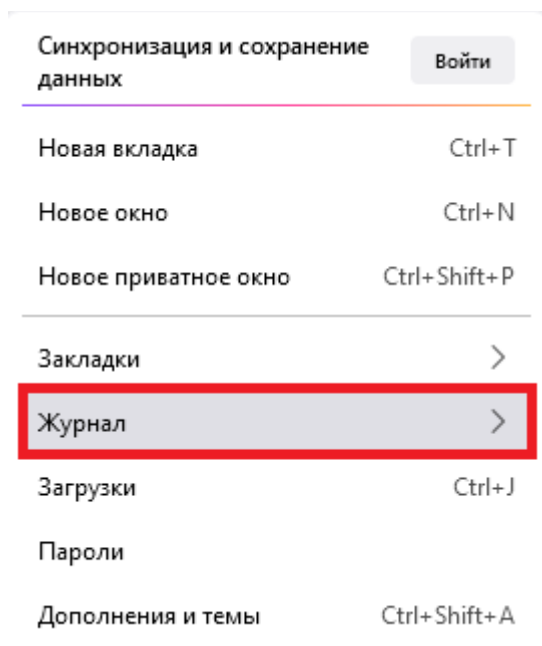 Синхронизация и сохранение
данных
Войти
Новая вкладка Ctrl+T
Новое окно Ctrl+N
Новое приватное окно Ctrl+Shift+P
Закладки
Журнал
Загрузки Ctrl+J
Пароли
Дополнения и темы Ctrl+Shift+A